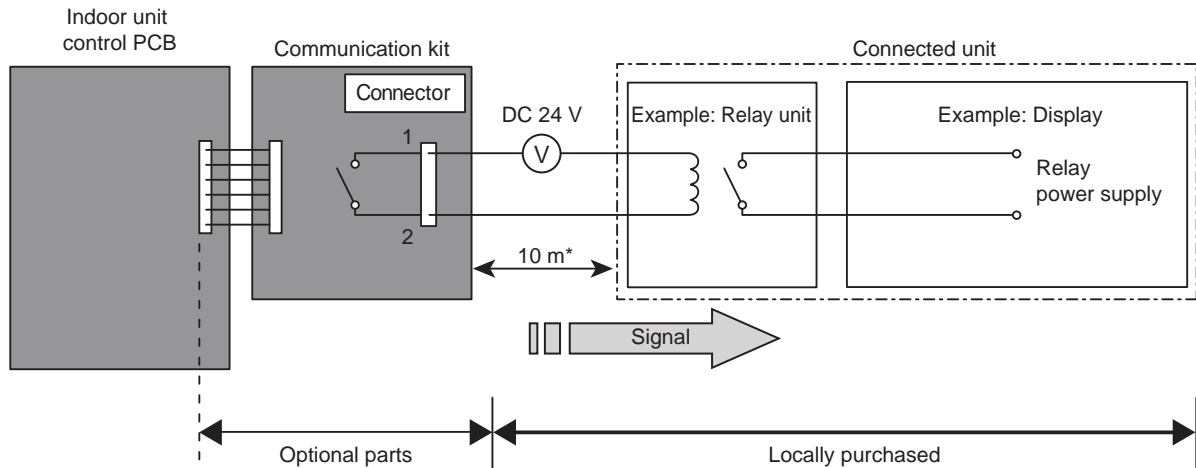 Indoor unit
control PCB
Communication kit
Connected unit
Connector
DC 24 V
Example: Relay unit
Example: Display
1
V
Relay
power supply
2
10 m*
Signal
Optional parts
Locally purchased